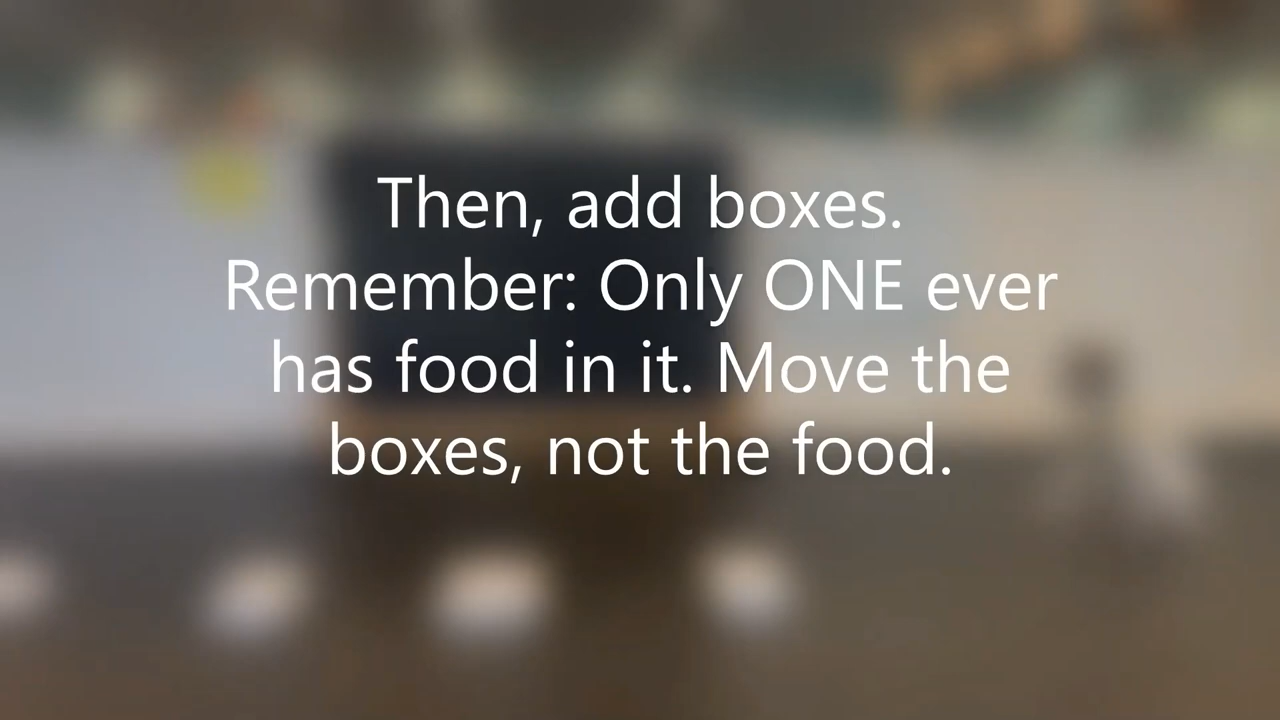 Then, add boxes.
Remember: Only ONE ever
has food in it. Move the
boxes, not the food.